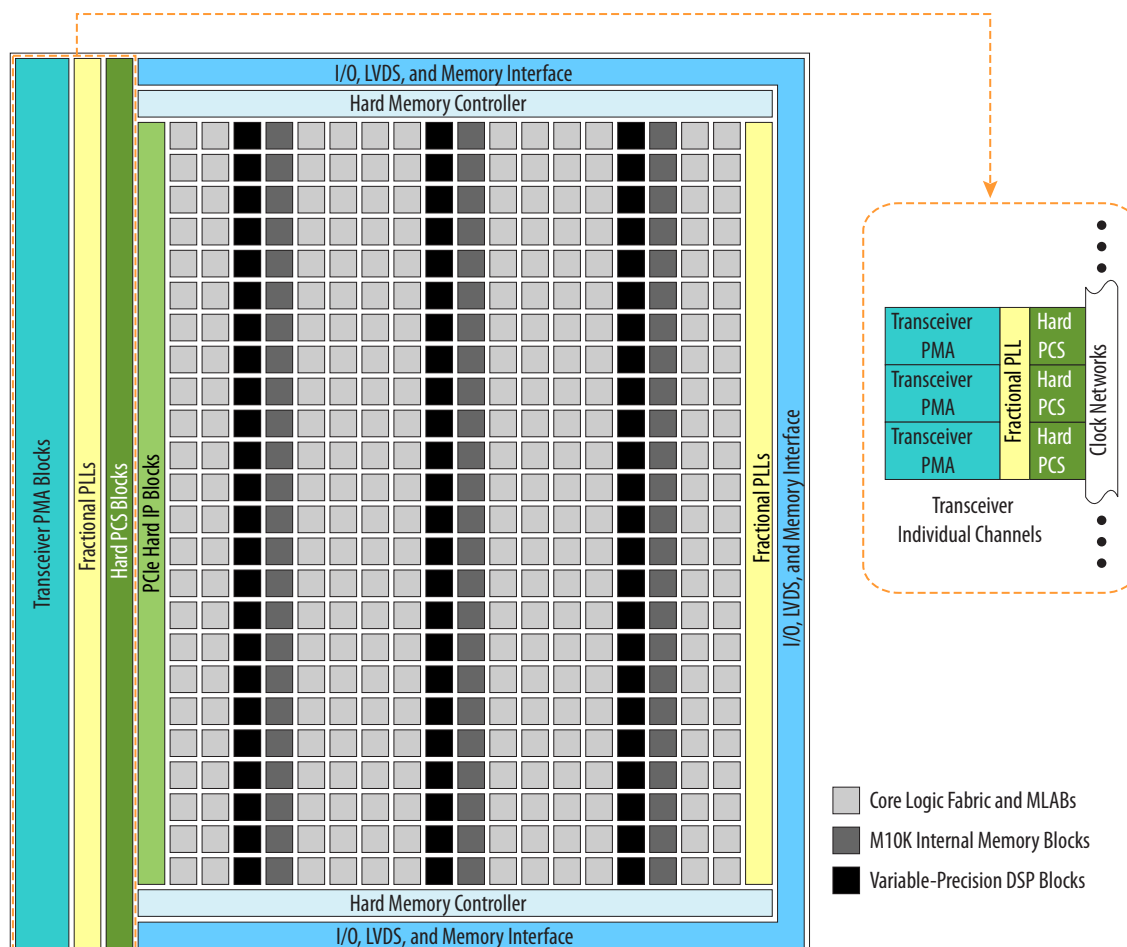 I/O, LVDS, and Memory Interface
Hard Memory Controller
Transceiver PMA Blocks
Fractional PLLs
Hard PCS Blocks
PCIe Hard IP Blocks
Fractional PLLs
I/O, LVDS, and Memory Interface
Hard Memory Controller
I/O, LVDS, and Memory Interface
Transceiver
PMA
Transceiver
PMA
Transceiver
PMA
Fractional PLL
Hard
PCS
Hard
PCS
Hard
PCS
Clock Networks
Transceiver
Individual Channels
Core Logic Fabric and MLABs
M10K Internal Memory Blocks
Variable-Precision DSP Blocks